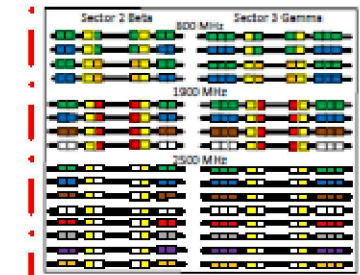 Sector 2 Beta Sector 3 Gamma
800 MHz
1900 MHz
2500 MHz